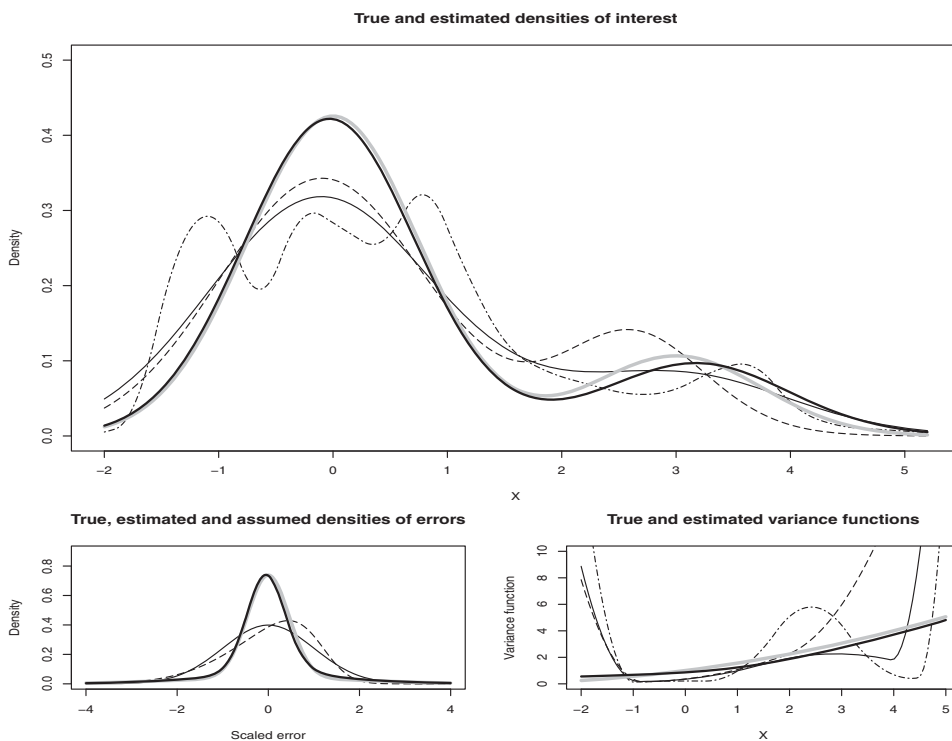 True and estimated densities of interest
0.5
0.4
0.3
0.2
0.1
0.0
Density
−2 −1 0 1 2 3 4 5
X
True, estimated and assumed densities of errors
0.8
0.6
0.4
0.2
0.0
Density
−4 −2 0 2 4
Scaled error
True and estimated variance functions
10
8
6
4
2
0
Variance function
−2 −1 0 1 2 3 4 5
X